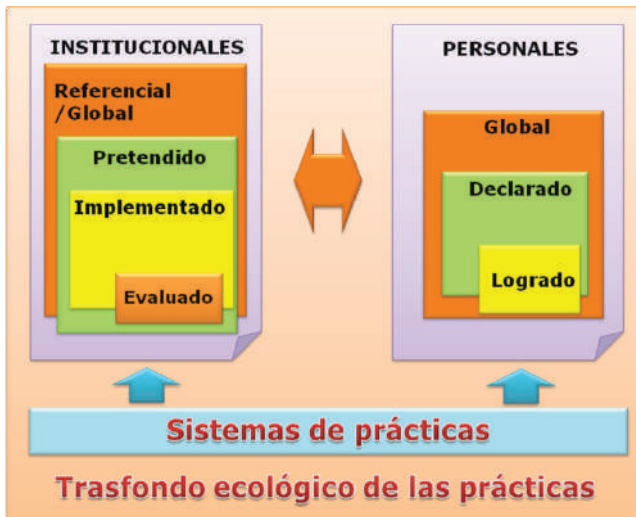 INSTITUCIONALES
Referencial
/Global
Pretendido
Implementado
Evaluado
PERSONALES
Global
Declarado
Logrado
Sistemas de prácticas
Trasfondo ecológico de las prácticas